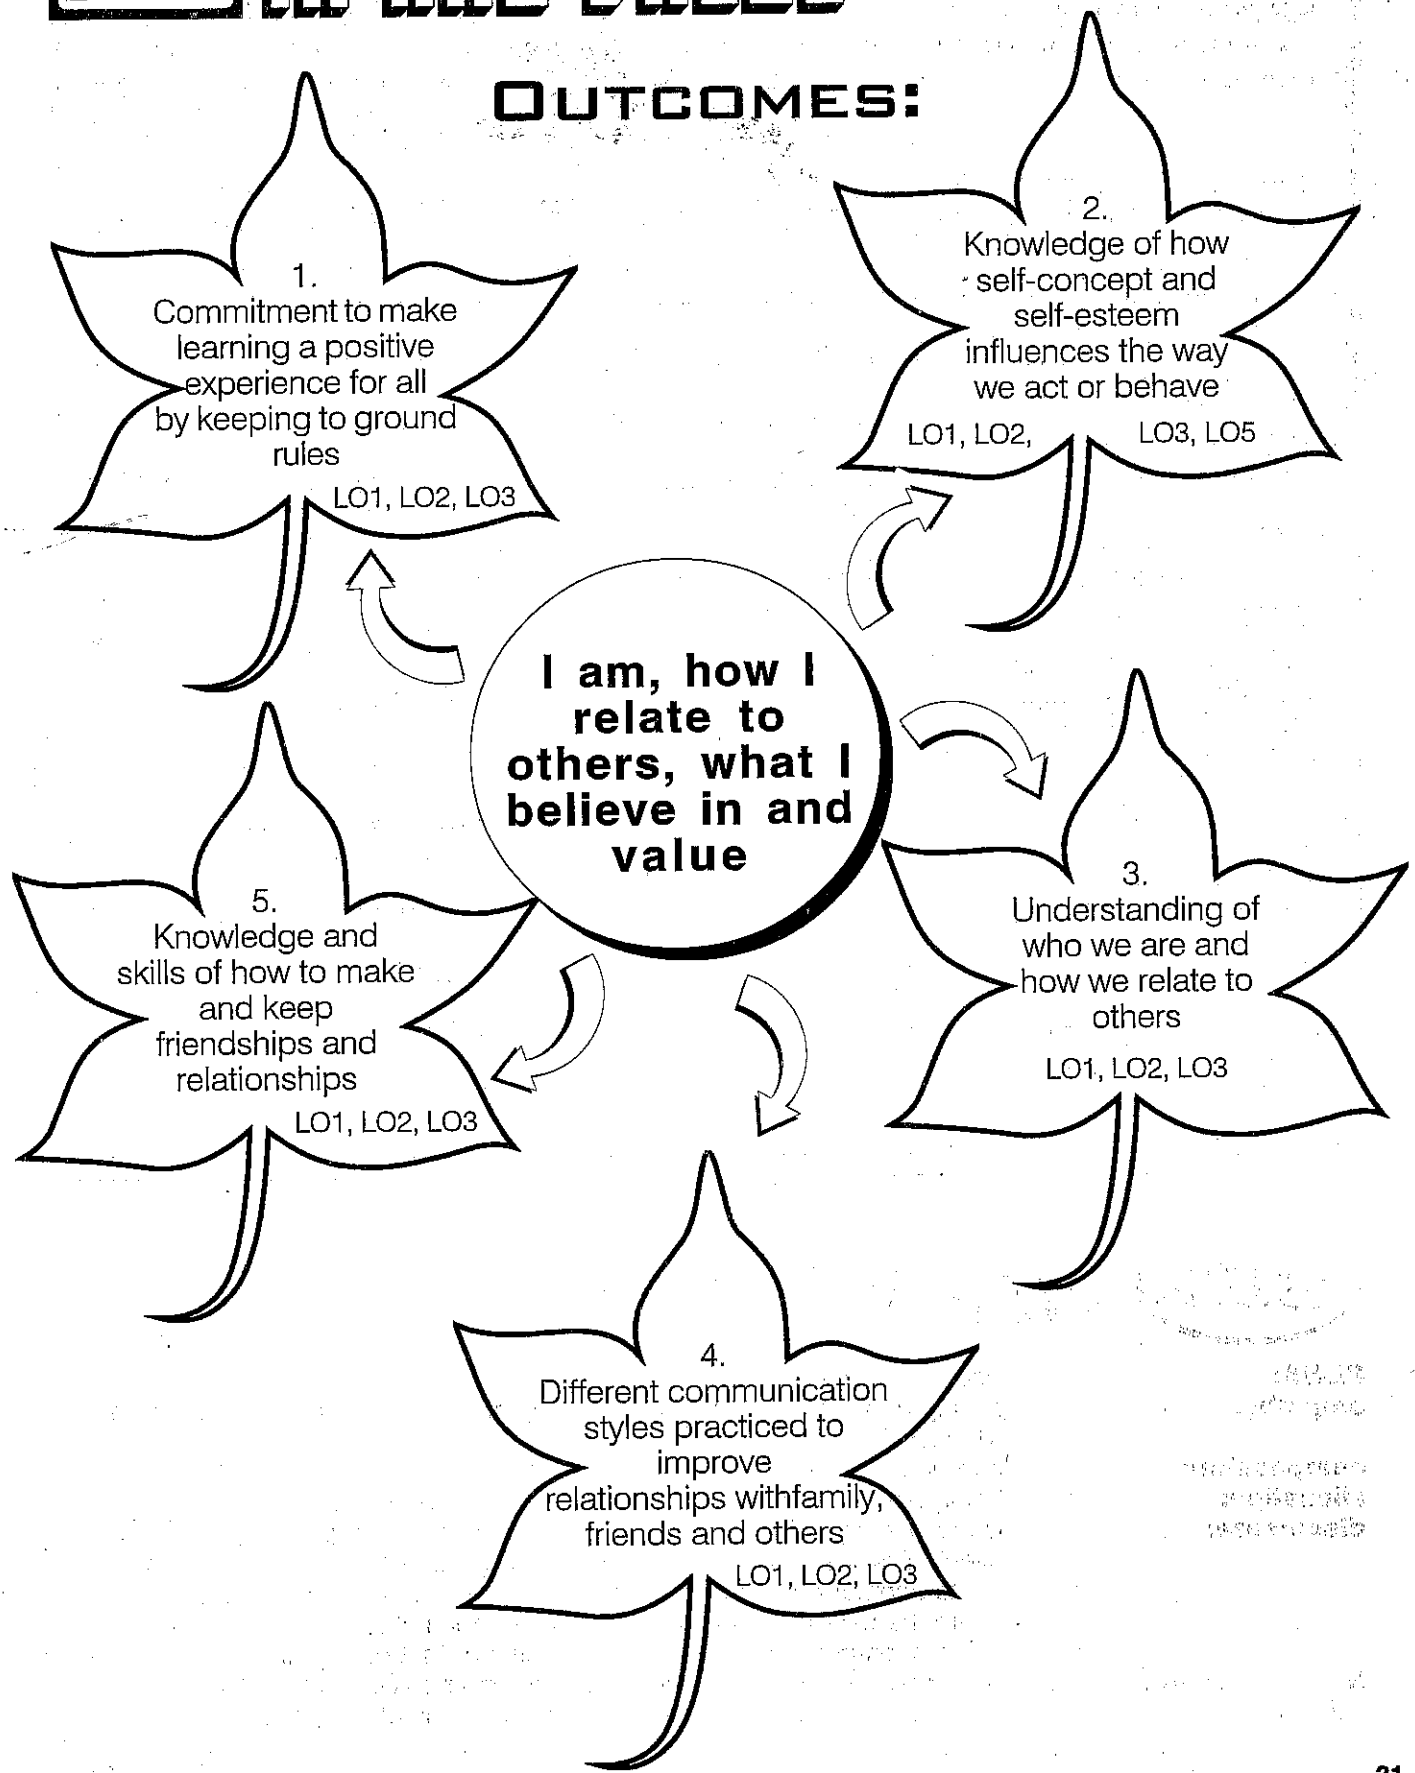 OUTCOMES:
1.
Commitment to make
learning a positive
experience for all
by keeping to ground
rules
LO1, LO2, LO3
2.
Knowledge of how
self-concept and
self-esteem
influences the way
we act or behave
LO1, LO2, LO3, LO5
I am, how I
relate to
others, what I
believe in and
value
3.
Understanding of
who we are and
how we relate to
others
LO1, LO2, LO3
5.
Knowledge and
skills of how to make
and keep
friendships and
relationships
LO1, LO2, LO3
4.
Different communication
styles practiced to
improve
relationships withfamily,
friends and others
LO1, LO2, LO3